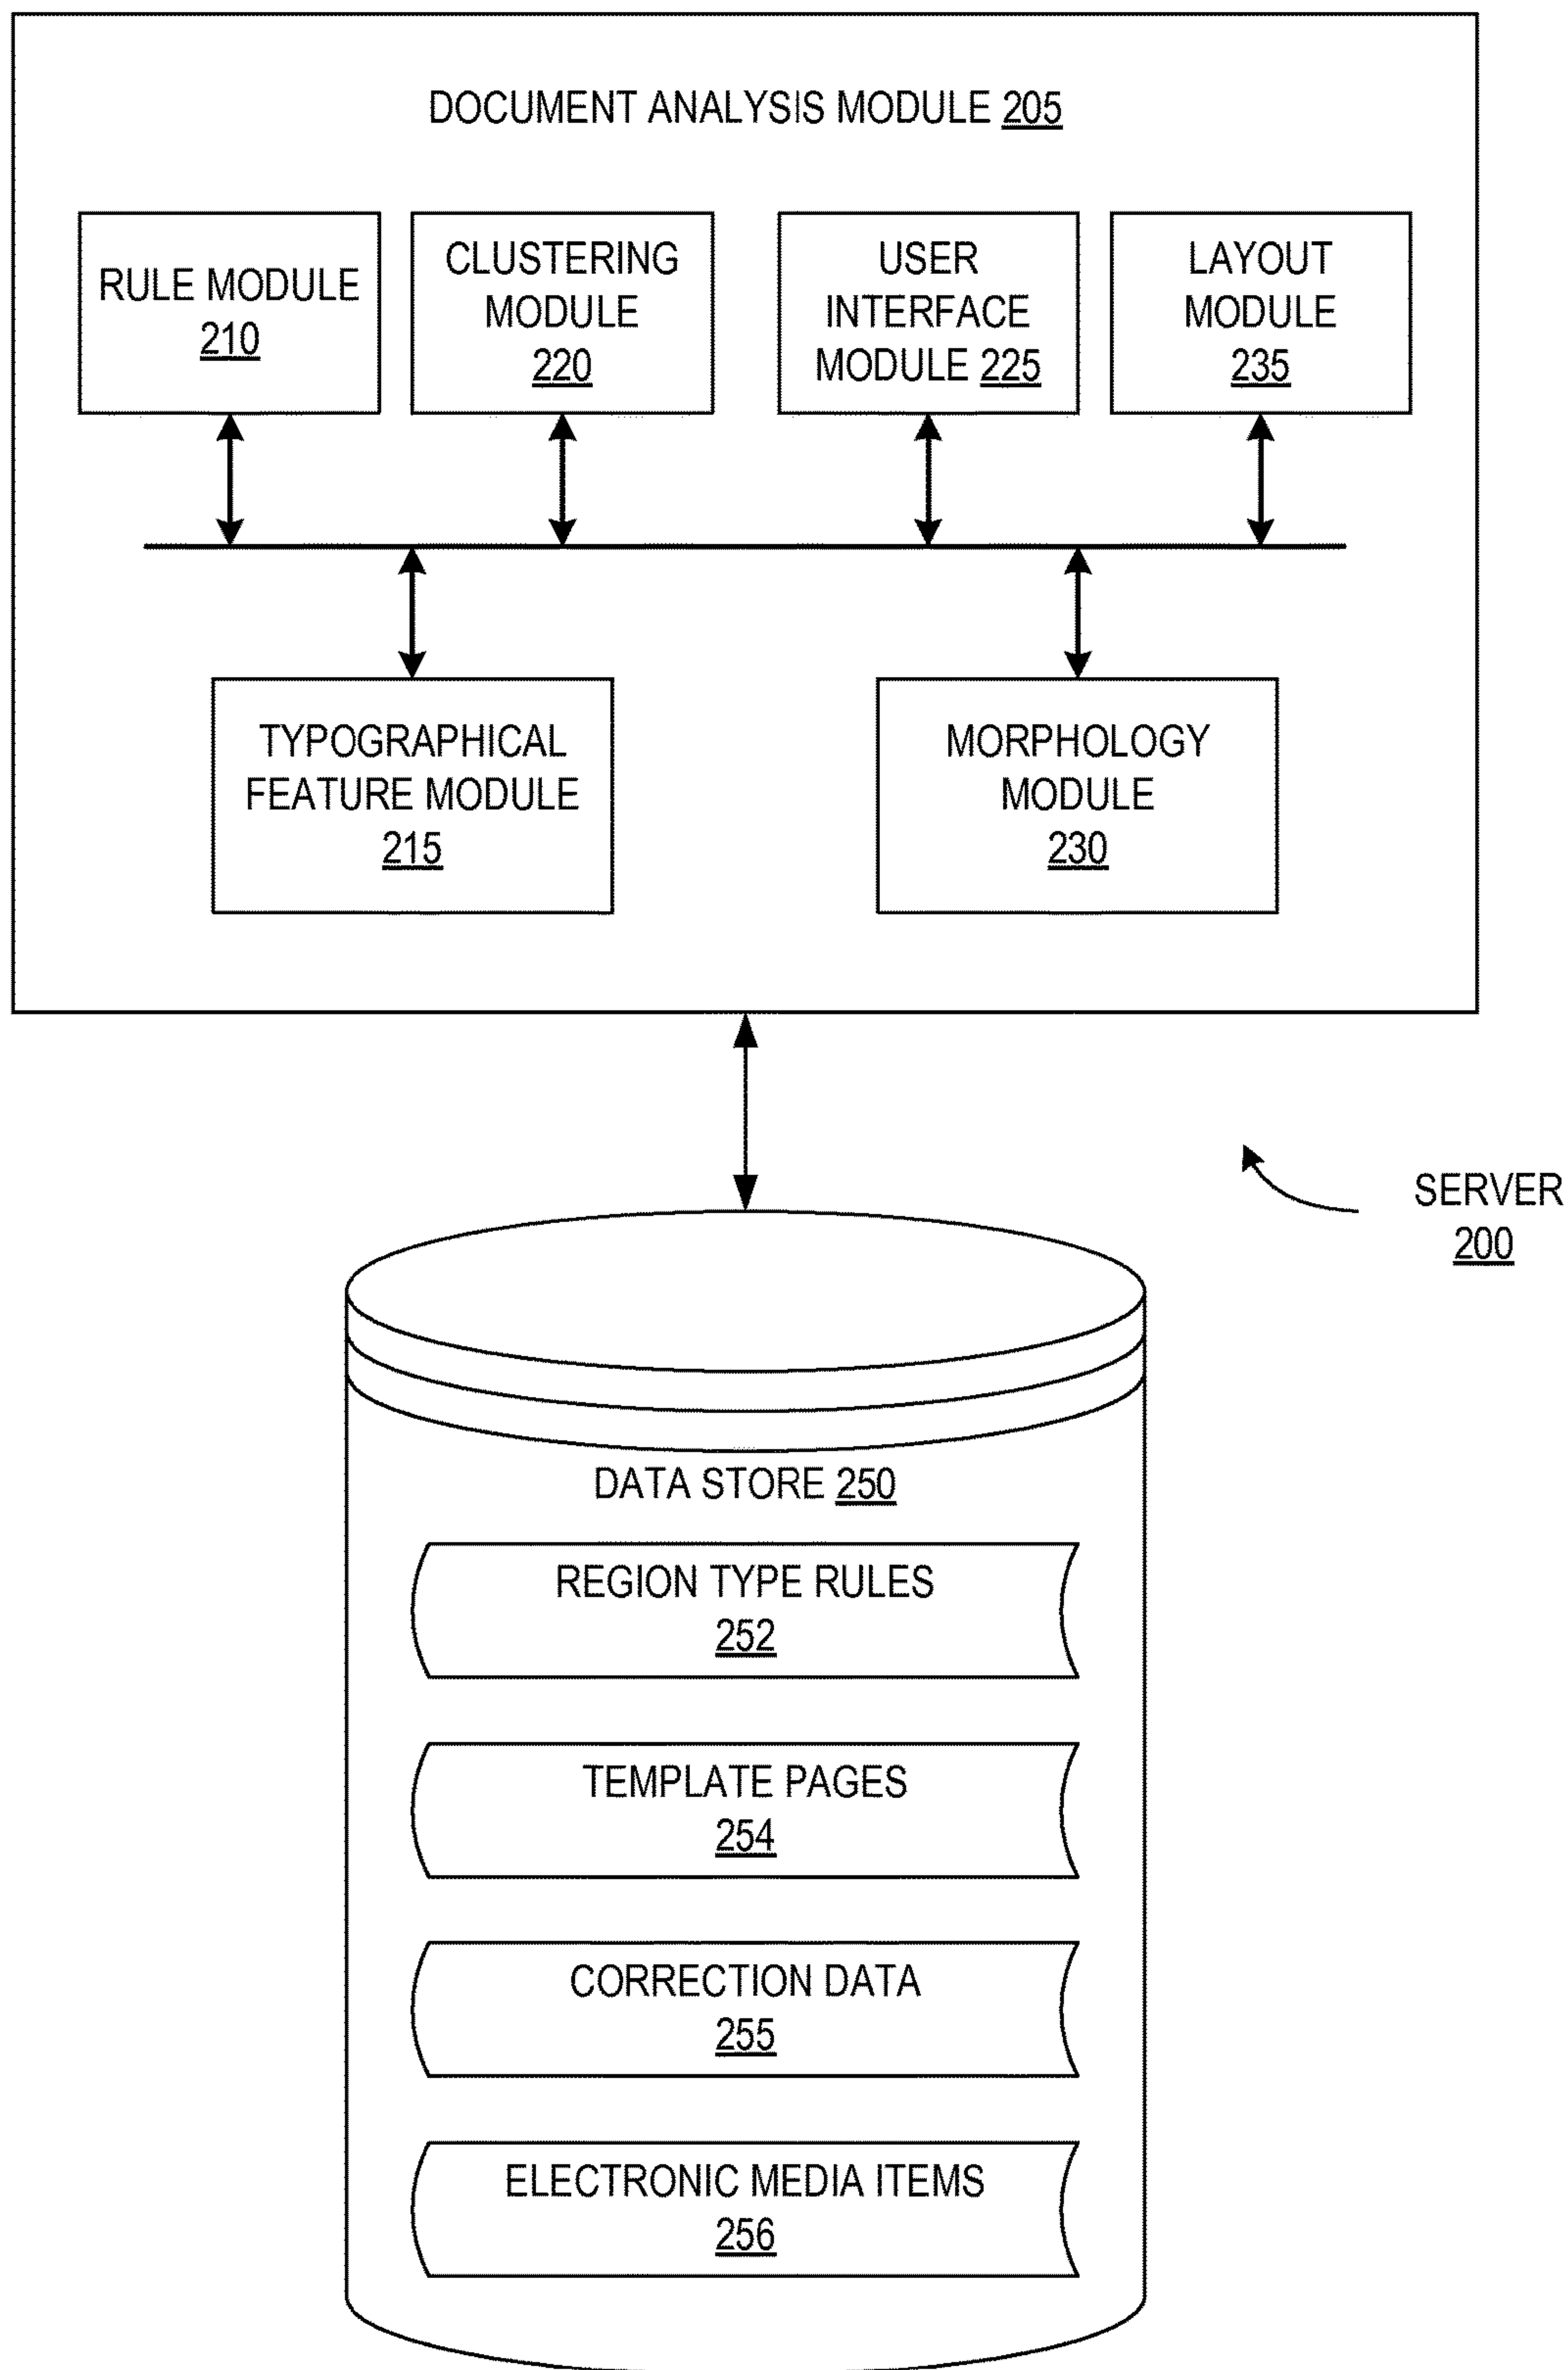 DOCUMENT ANALYSIS MODULE 205
RULE MODULE
210
CLUSTERING
MODULE
220
USER
INTERFACE
MODULE 225
LAYOUT
MODULE
235
TYPOGRAPHICAL
FEATURE MODULE
215
MORPHOLOGY
MODULE
230
SERVER
200
DATA STORE 250
REGION TYPE RULES
252
TEMPLATE PAGES
254
CORRECTION DATA
255
ELECTRONIC MEDIA ITEMS
256